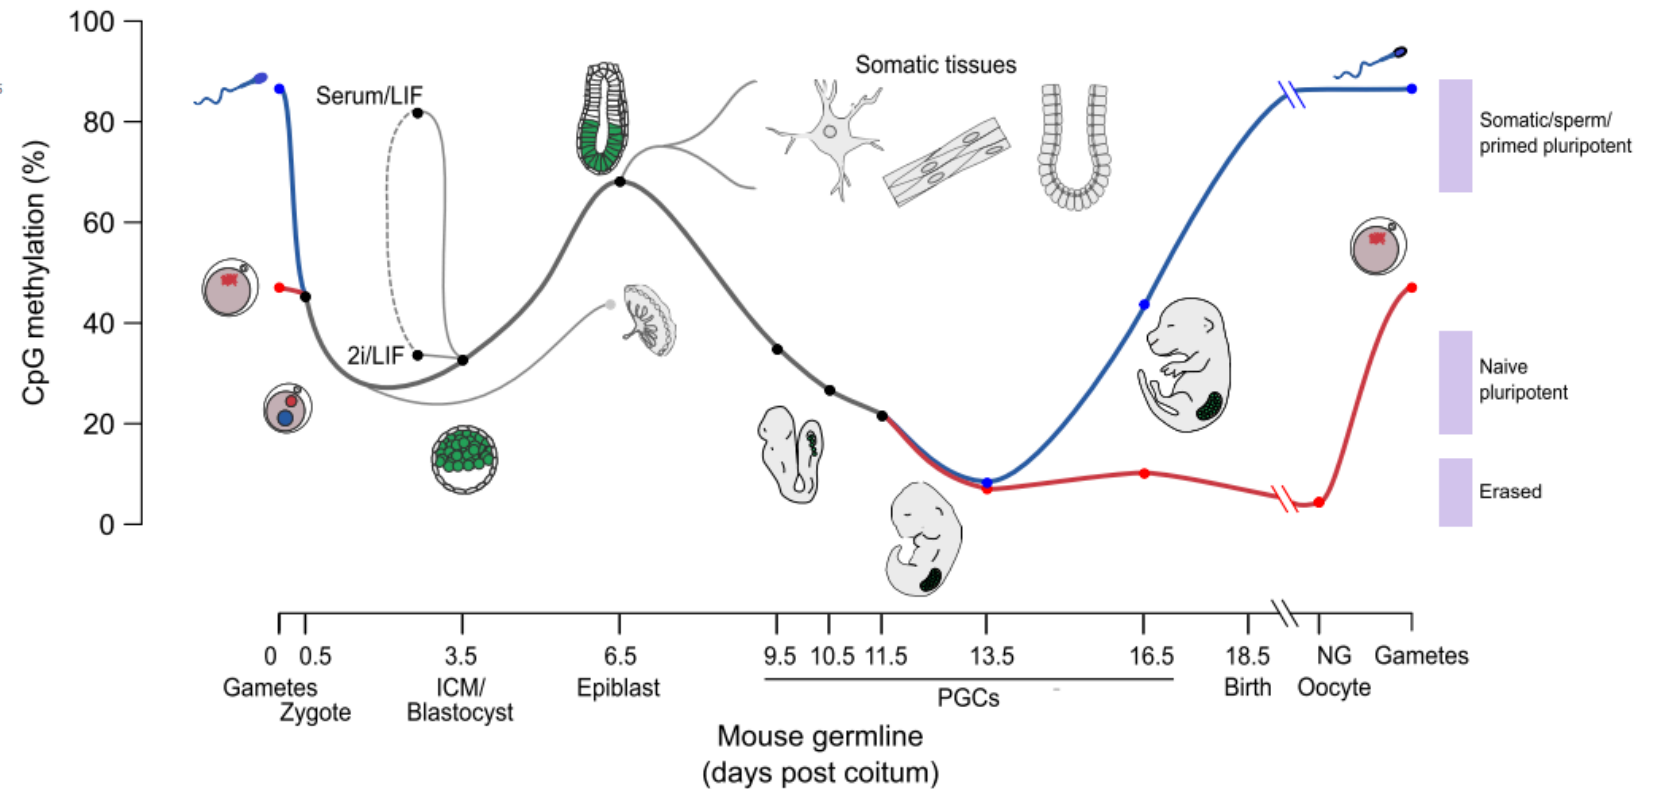 100
80
60
40
20
0
CpG methylation (%)
Serum/LIF
2i/LIF
Somatic tissues
Somatic/sperm/
primed pluripotent
Naive
pluripotent
Erased
0 0.5 3.5 6.5 9.5 10.5 11.5 13.5 16.5 18.5 NG Gametes
Gametes ICM/ Epiblast PGCs Birth Oocyte
Zygote Blastocyst
Mouse germline
(days post coitum)